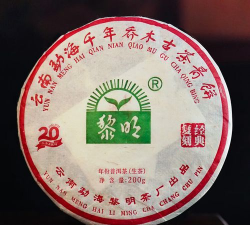 云南勐海千年乔木古茶青饼
YUN NAN MENG HAI QIAN NIAN QIAO MU GU CHA QING BING
20
®
黎明
经典
复刻
年份普洱茶(生茶)
净含量:200g
云南勐海黎明茶厂出品
YUN NAN MENG HAI LI MING CHA CHANG CHU PIN